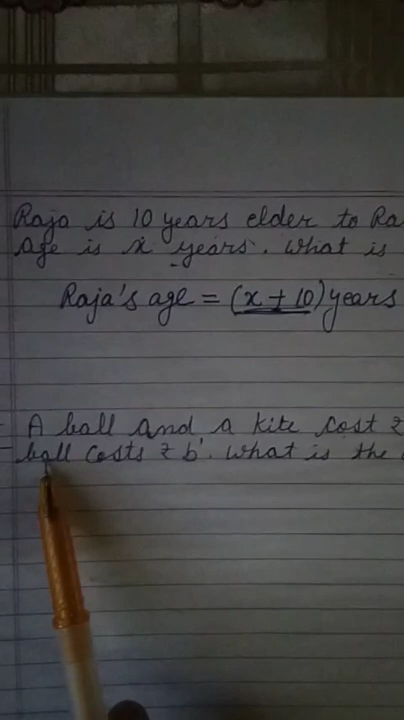 Raja is 10 years elder to Ra
Age is x years. What is
Raja's age = (x + 10) years
A ball and a kite cost ₹
ball costs ₹ b'. What is the